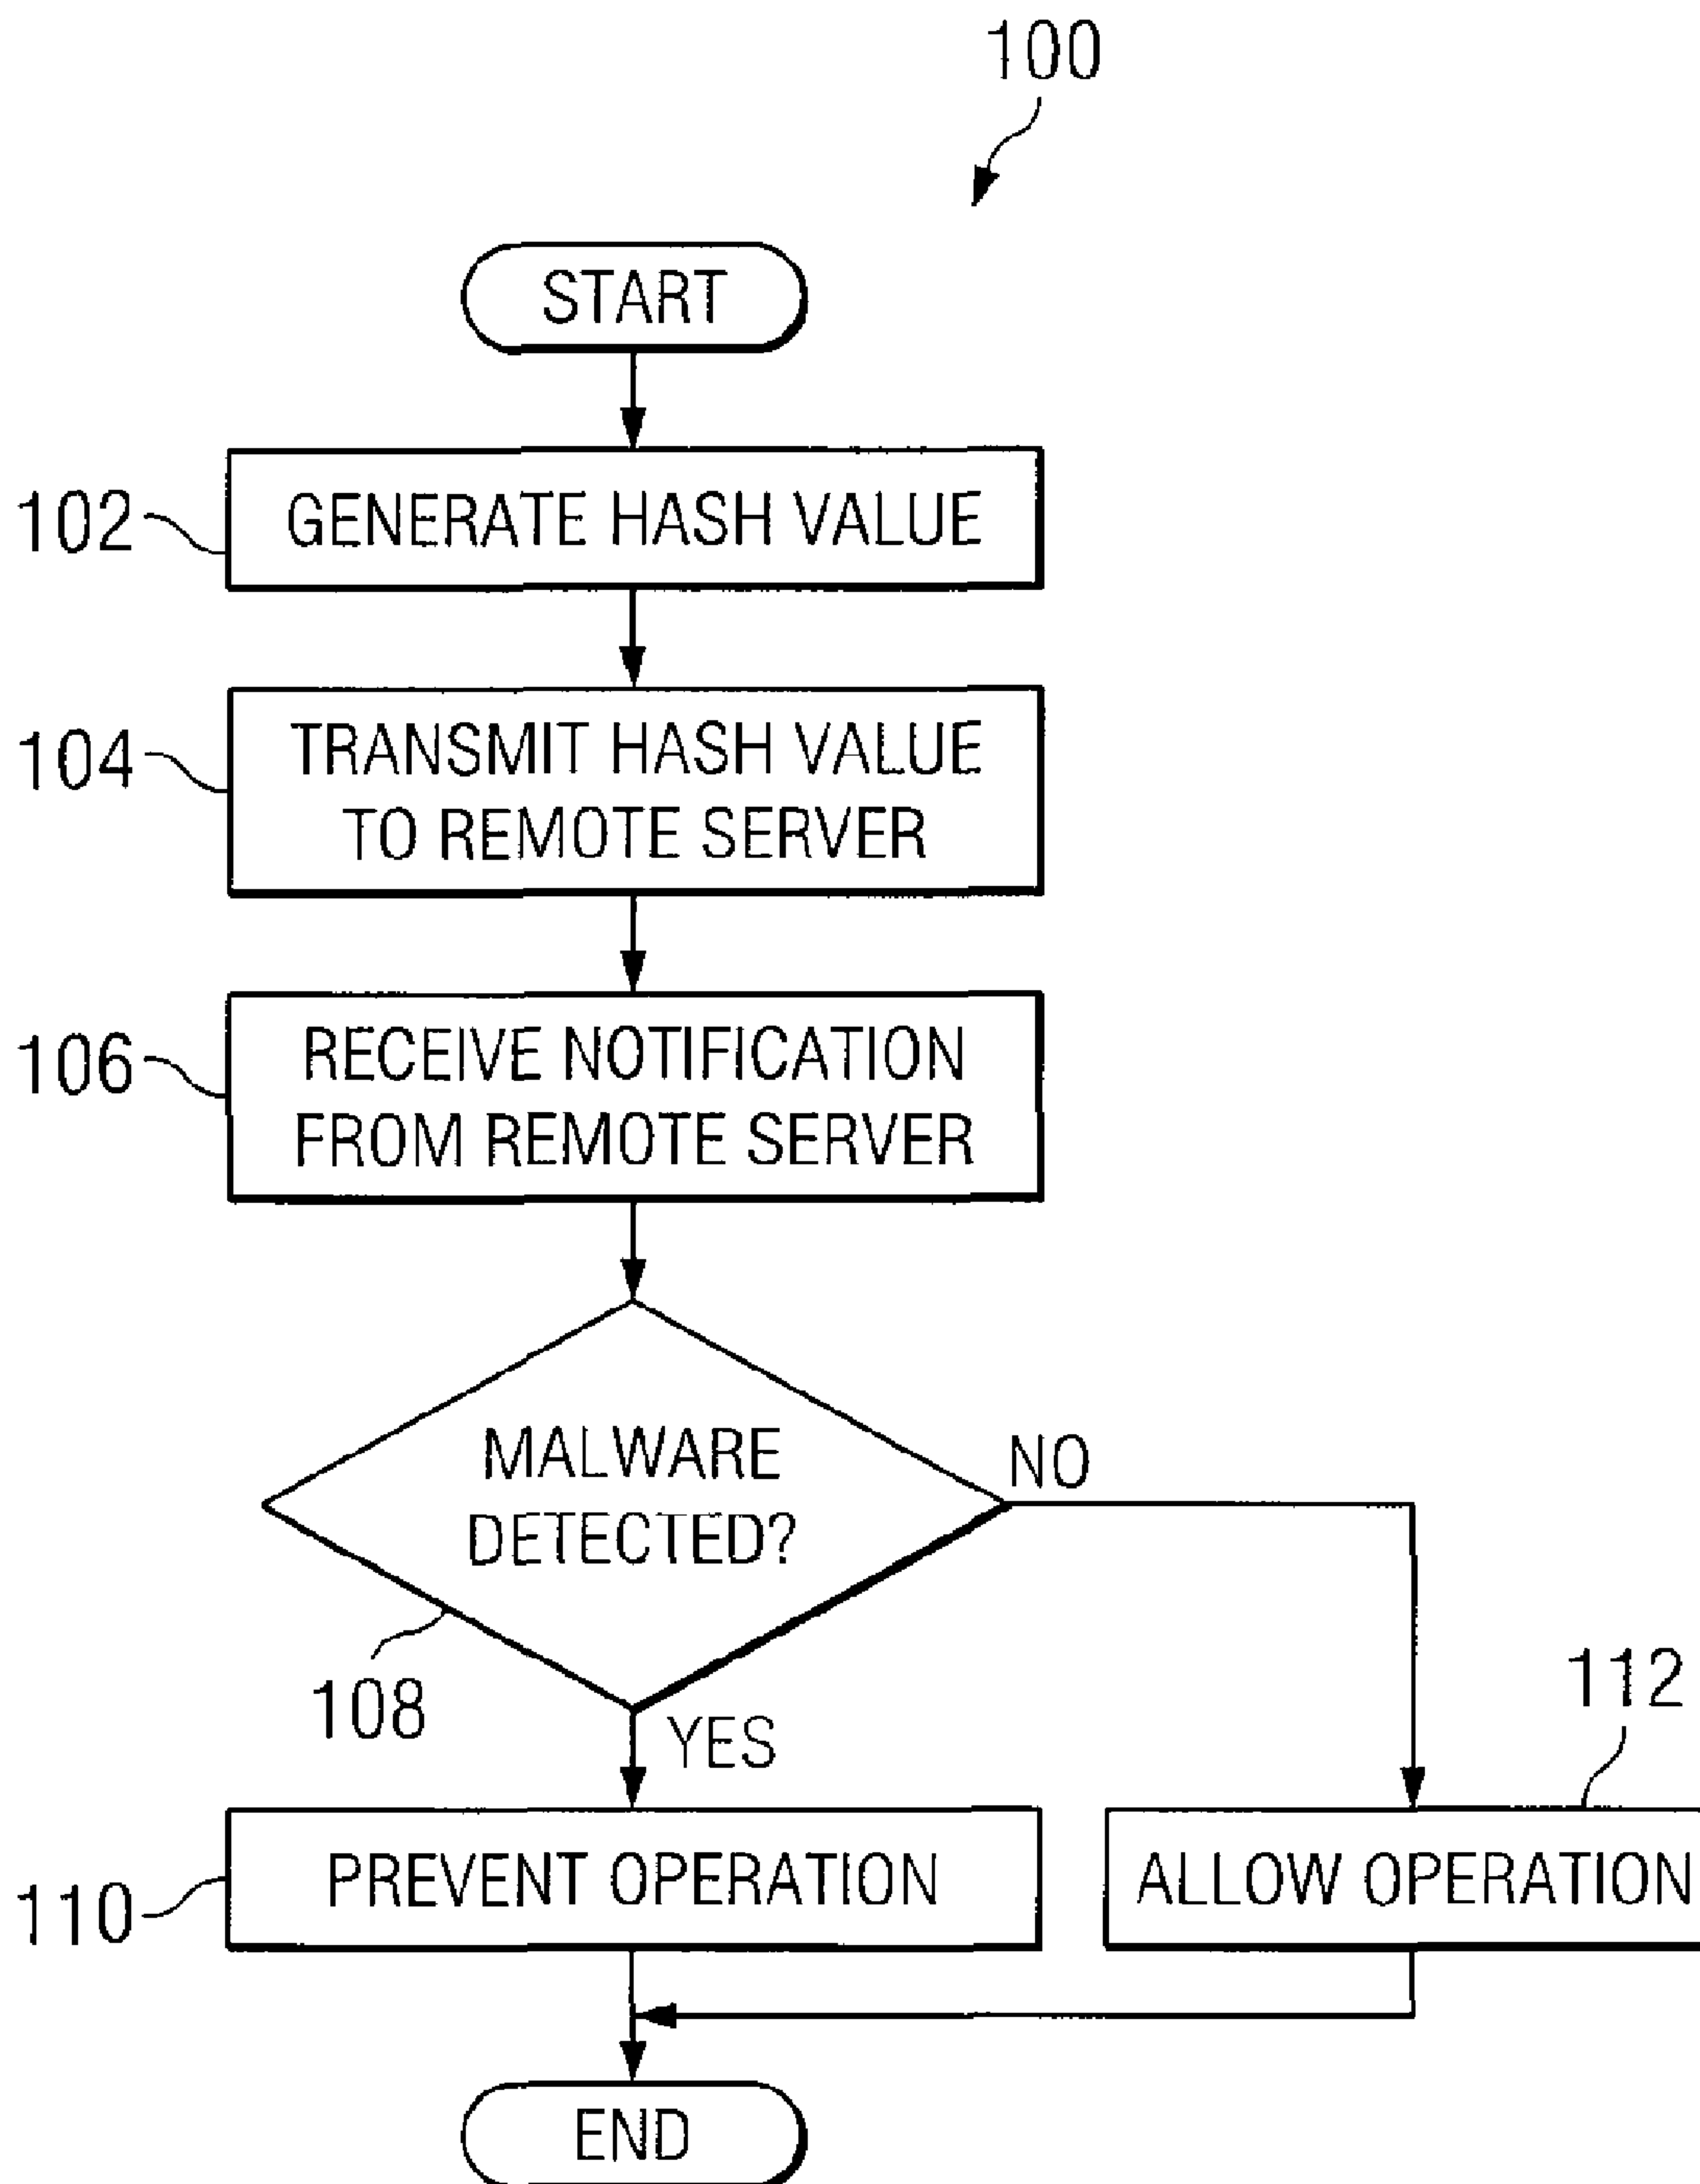 100
START
102
GENERATE HASH VALUE
104
TRANSMIT HASH VALUE
TO REMOTE SERVER
106
RECEIVE NOTIFICATION
FROM REMOTE SERVER
MALWARE
DETECTED?
NO
108
YES
112
110
PREVENT OPERATION
ALLOW OPERATION
END